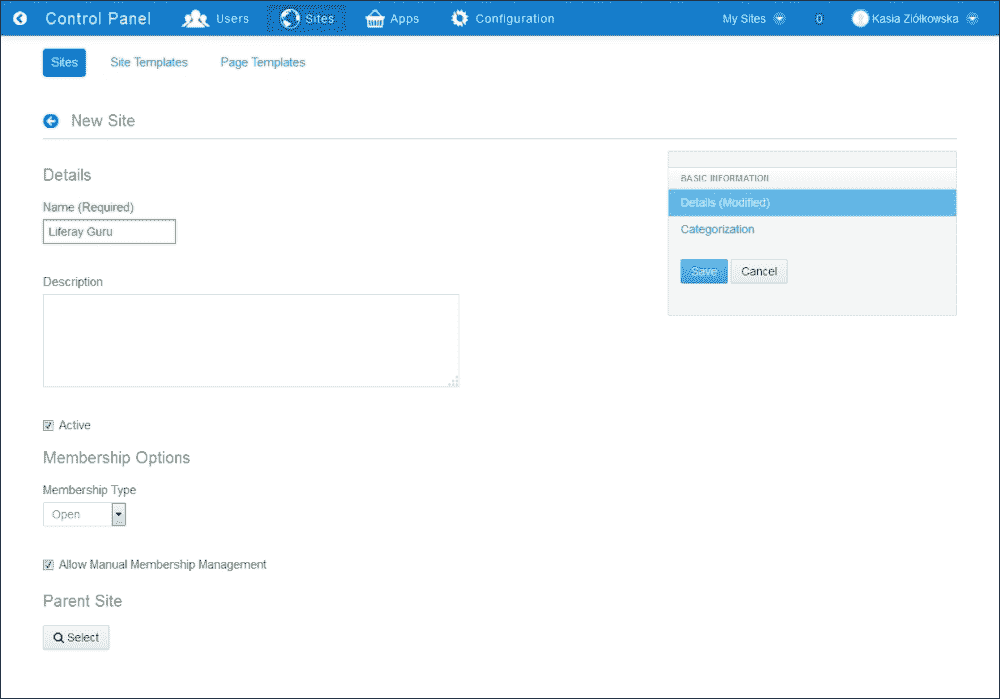 Control Panel Users Sites Apps Configuration My Sites 0 Kasia Ziółkowska
Sites Site Templates Page Templates
New Site
Details
Name (Required)
Liferay Guru
Description
Active
Membership Options
Membership Type
Open
Allow Manual Membership Management
Parent Site
Select
BASIC INFORMATION
Details (Modified)
Categorization
Save Cancel